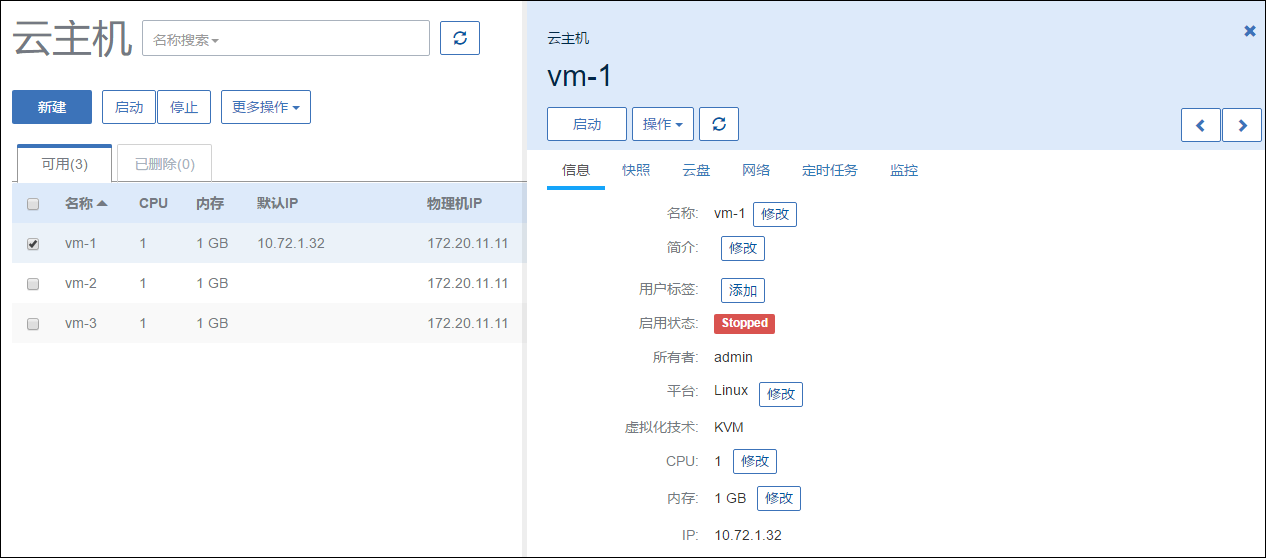 云主机 名称搜索
新建 启动 停止 更多操作
可用(3) 已删除(0)
名称 CPU 内存 默认IP 物理机IP
vm-1 1 1 GB 10.72.1.32 172.20.11.11
vm-2 1 1 GB 172.20.11.11
vm-3 1 1 GB 172.20.11.11
云主机
vm-1
启动 操作
信息 快照 云盘 网络 定时任务 监控
名称: vm-1 修改
简介: 修改
用户标签: 添加
启用状态: Stopped
所有者: admin
平台: Linux 修改
虚拟化技术: KVM
CPU: 1 修改
内存: 1 GB 修改
IP: 10.72.1.32